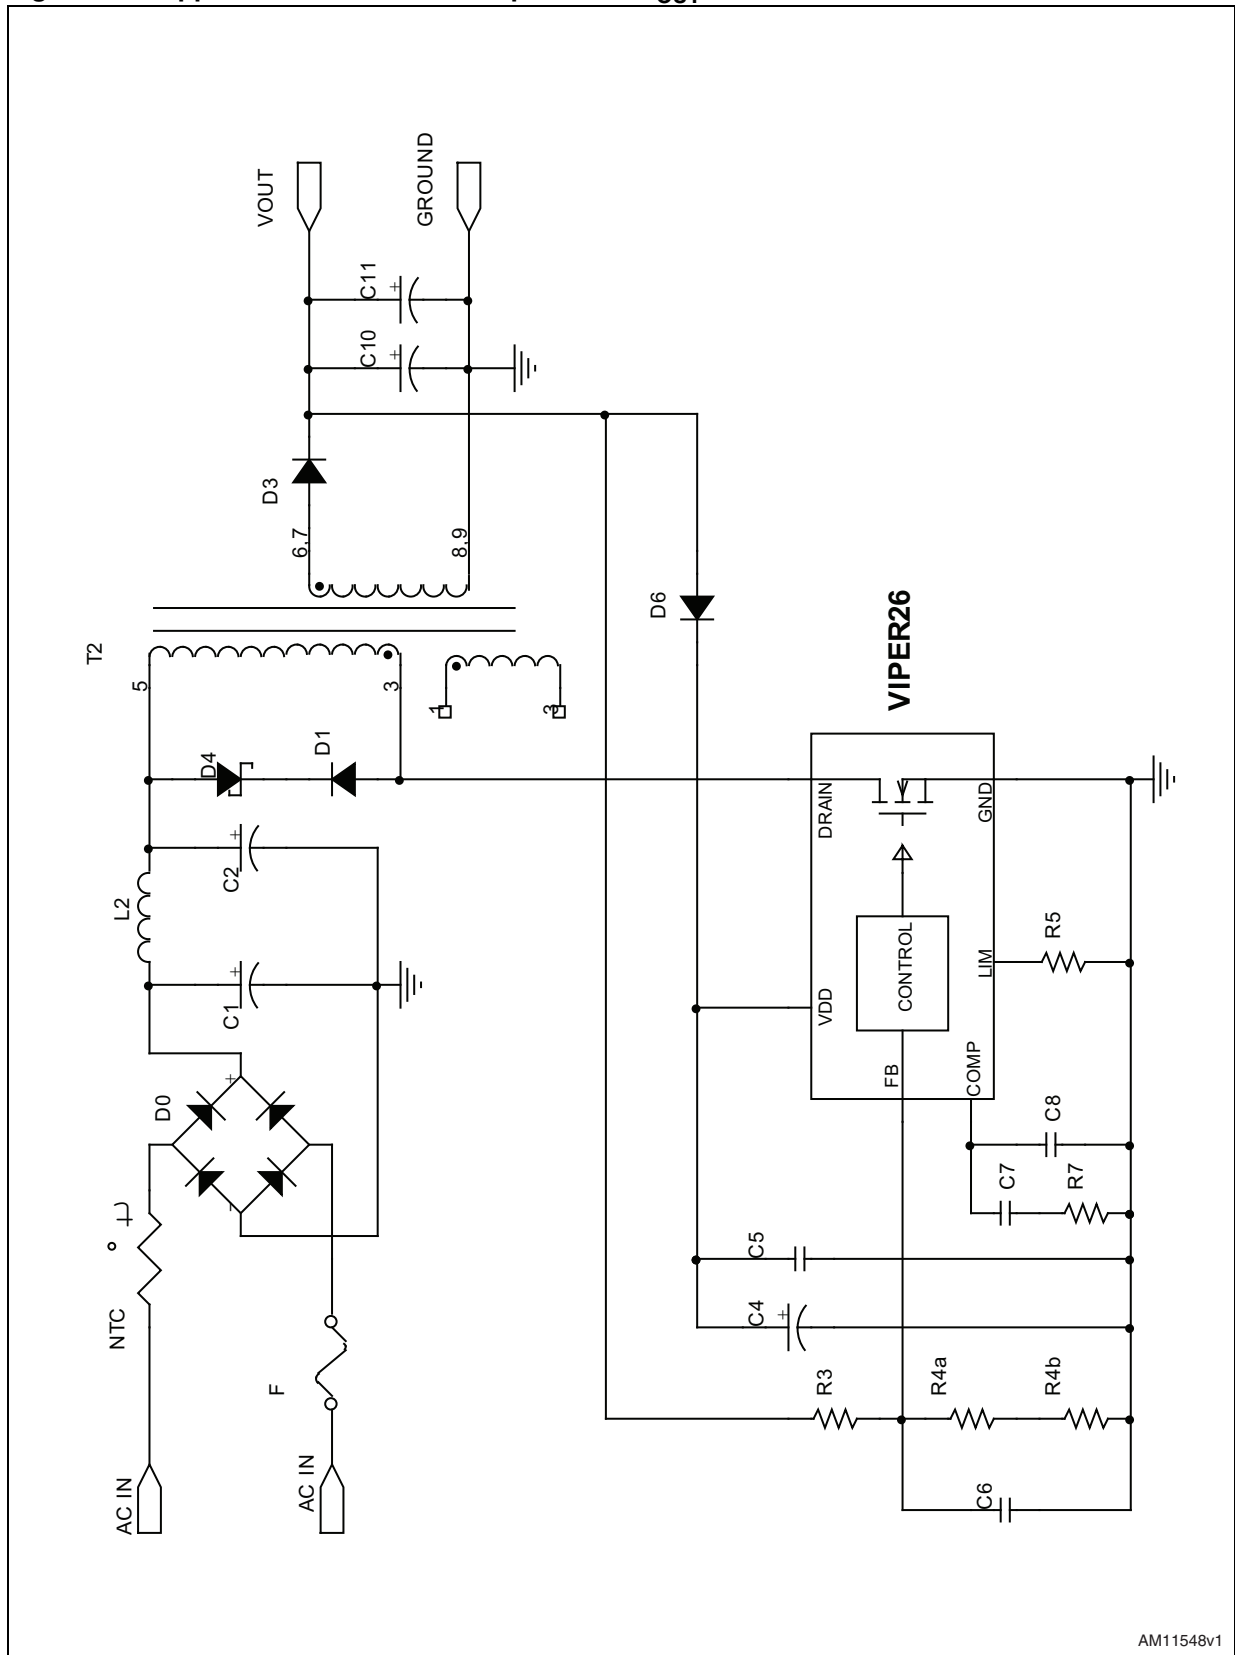 VOUT
GROUND
C11
C10
D3
6,7
8,9
T2
5
3
1
3
D4
D1
D6
VIPER26
C2
L2
C1
DRAIN
GND
CONTROL
VDD
LIM
FB
COMP
R5
D0
+
-
C8
C7
R7
NTC
F
C5
C4
R3
R4a
R4b
C6
AC IN
AC IN
AM11548v1